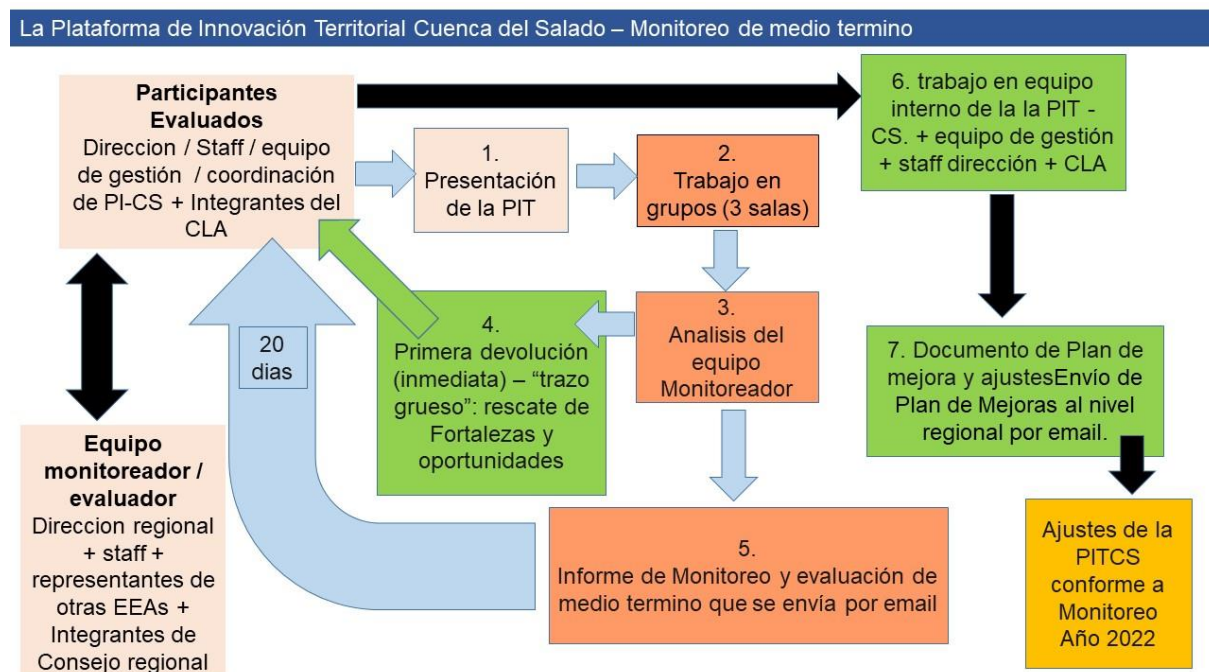 La Plataforma de Innovación Territorial Cuenca del Salado – Monitoreo de medio termino
Participantes
Evaluados
Direccion / Staff / equipo
de gestión / coordinación
de PI-CS + Integrantes del
CLA
1.
Presentación
de la PIT
2.
Trabajo en
grupos (3 salas)
3.
Analisis del
equipo
Monitoreador
4.
Primera devolución
(inmediata) – “trazo
grueso”: rescate de
Fortalezas y
oportunidades
20
dias
5.
Informe de Monitoreo y evaluación de
medio termino que se envía por email
Equipo
monitoreador /
evaluador
Direccion regional
+ staff +
representantes de
otras EEAs +
Integrantes de
Consejo regional
6. trabajo en equipo
interno de la la PIT -
CS. + equipo de gestión
+ staff dirección + CLA
7. Documento de Plan de
mejora y ajustesEnvío de
Plan de Mejoras al nivel
regional por email.
Ajustes de la
PITCS
conforme a
Monitoreo
Año 2022